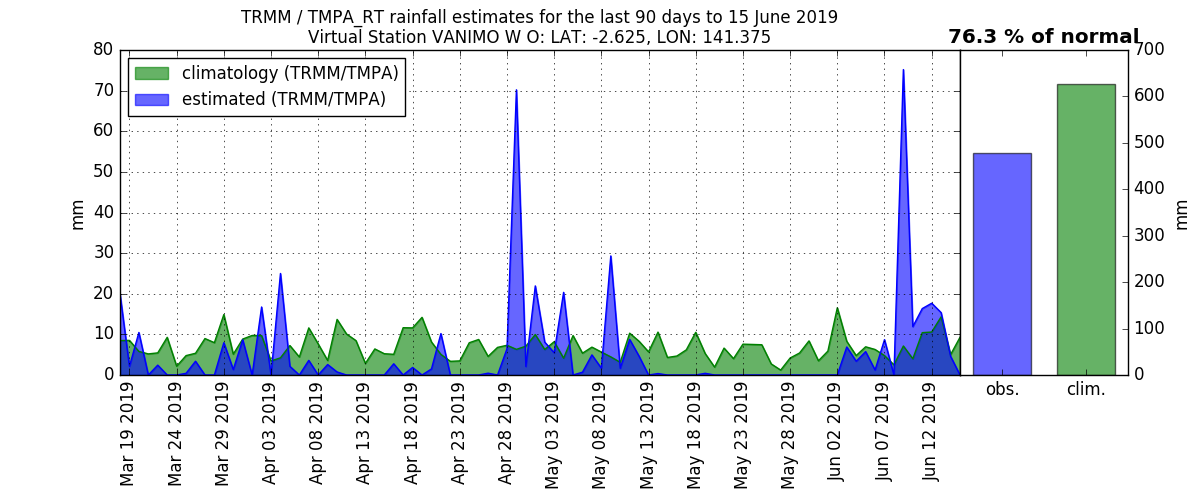 TRMM / TMPA_RT rainfall estimates for the last 90 days to 15 June 2019
Virtual Station VANIMO W O: LAT: -2.625, LON: 141.375
76.3 % of normal
climatology (TRMM/TMPA)
estimated (TRMM/TMPA)
80
70
60
50
40
30
20
10
0
mm
Mar 19 2019
Mar 24 2019
Mar 29 2019
Apr 03 2019
Apr 08 2019
Apr 13 2019
Apr 18 2019
Apr 23 2019
Apr 28 2019
May 03 2019
May 08 2019
May 13 2019
May 18 2019
May 23 2019
May 28 2019
Jun 02 2019
Jun 07 2019
Jun 12 2019
obs.
clim.
700
600
500
400
300
200
100
0
mm